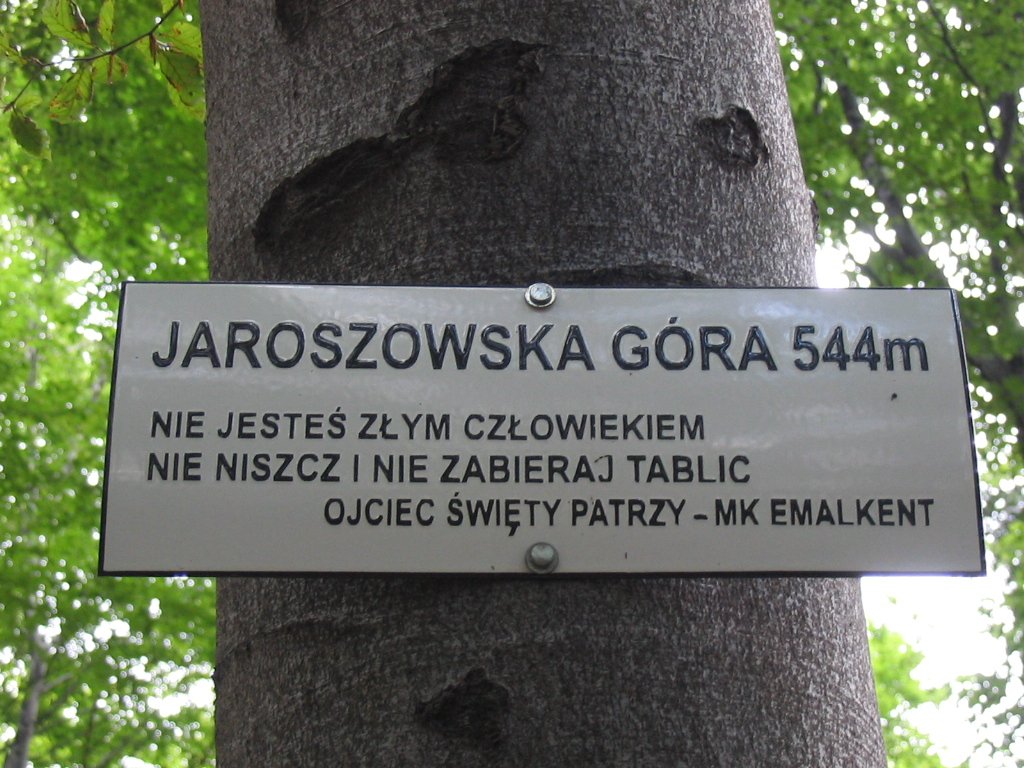 JAROSZOWSKA GÓRA 544m
NIE JESTEŚ ZŁYM CZŁOWIEKIEM
NIE NISZCZ I NIE ZABIERAJ TABLIC
OJCIEC ŚWIĘTY PATRZY – MK EMALKENT